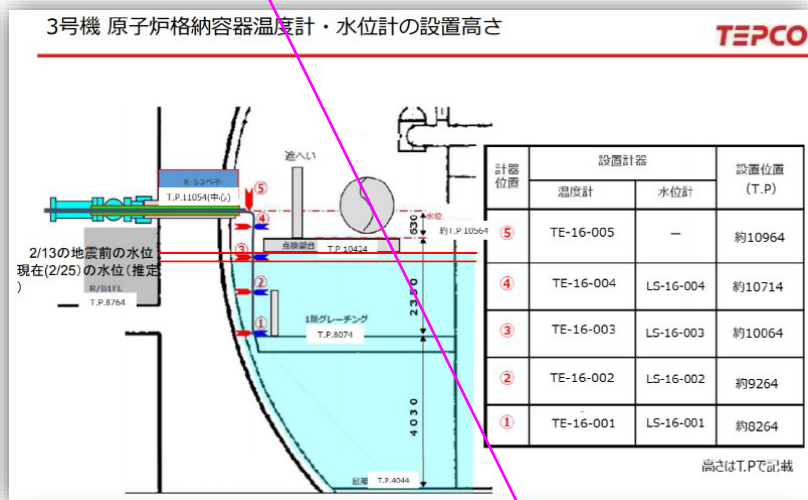 3号機 原子炉格納容器温度計・水位計の設置高さ
TEPCO
X-53ペネ
T.P.11054(中心)
遮へい
⑤
④
水位
約T.P.10564
630
点検架台
T.P.10424
③
2/13の地震前の水位
現在(2/25)の水位(推定
)
R/B1FL
T.P.8764
②
2350
①
1階グレーチング
T.P.8074
4030
T.P.4044
計器位置
設置計器
設置位置(T.P)
温度計
水位計
⑤ TE-16-005 － 約10964
④ TE-16-004 LS-16-004 約10714
③ TE-16-003 LS-16-003 約10064
② TE-16-002 LS-16-002 約9264
① TE-16-001 LS-16-001 約8264
高さはT.Pで記載